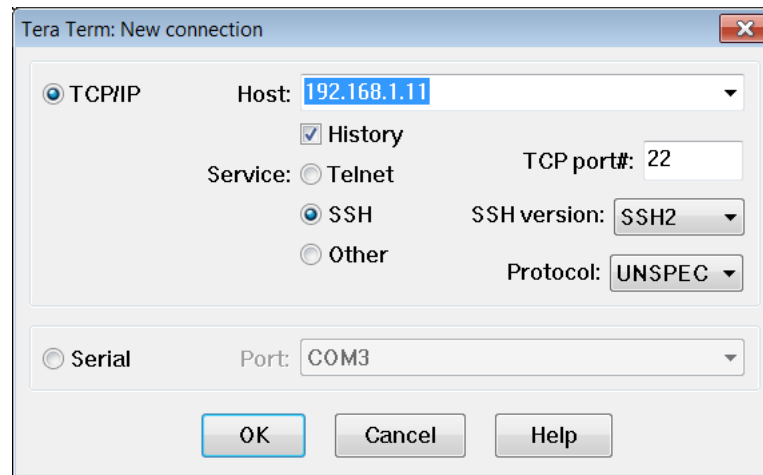 Tera Term: New connection
TCP/IP Host: 192.168.1.11
History
Service: Telnet TCP port#: 22
SSH SSH version: SSH2
Other Protocol: UNSPEC
Serial Port: COM3
OK Cancel Help